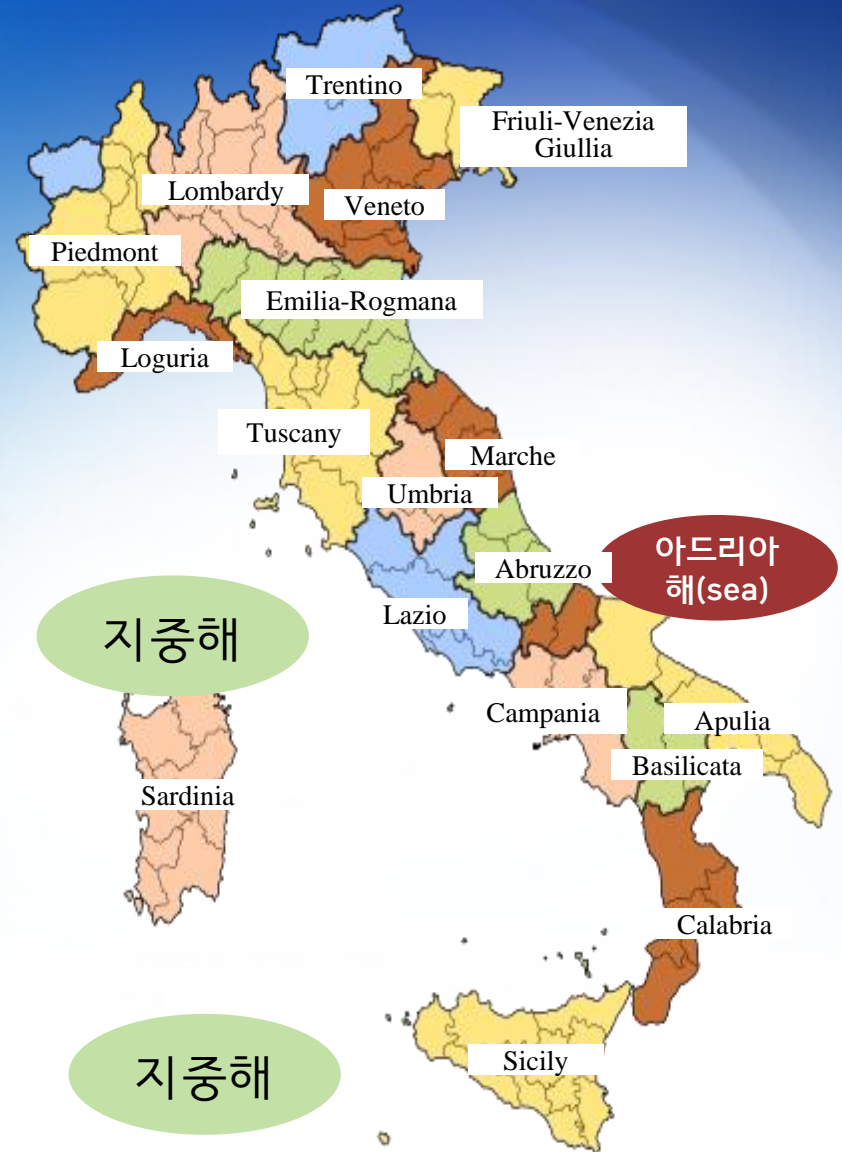 Trentino
Friuli-Venezia
Giullia
Lombardy
Veneto
Piedmont
Emilia-Rogmana
Loguria
Tuscany
Marche
Umbria
아드리아
해(sea)
Abruzzo
Lazio
지중해
Campania
Apulia
Basilicata
Sardinia
Calabria
Sicily
지중해